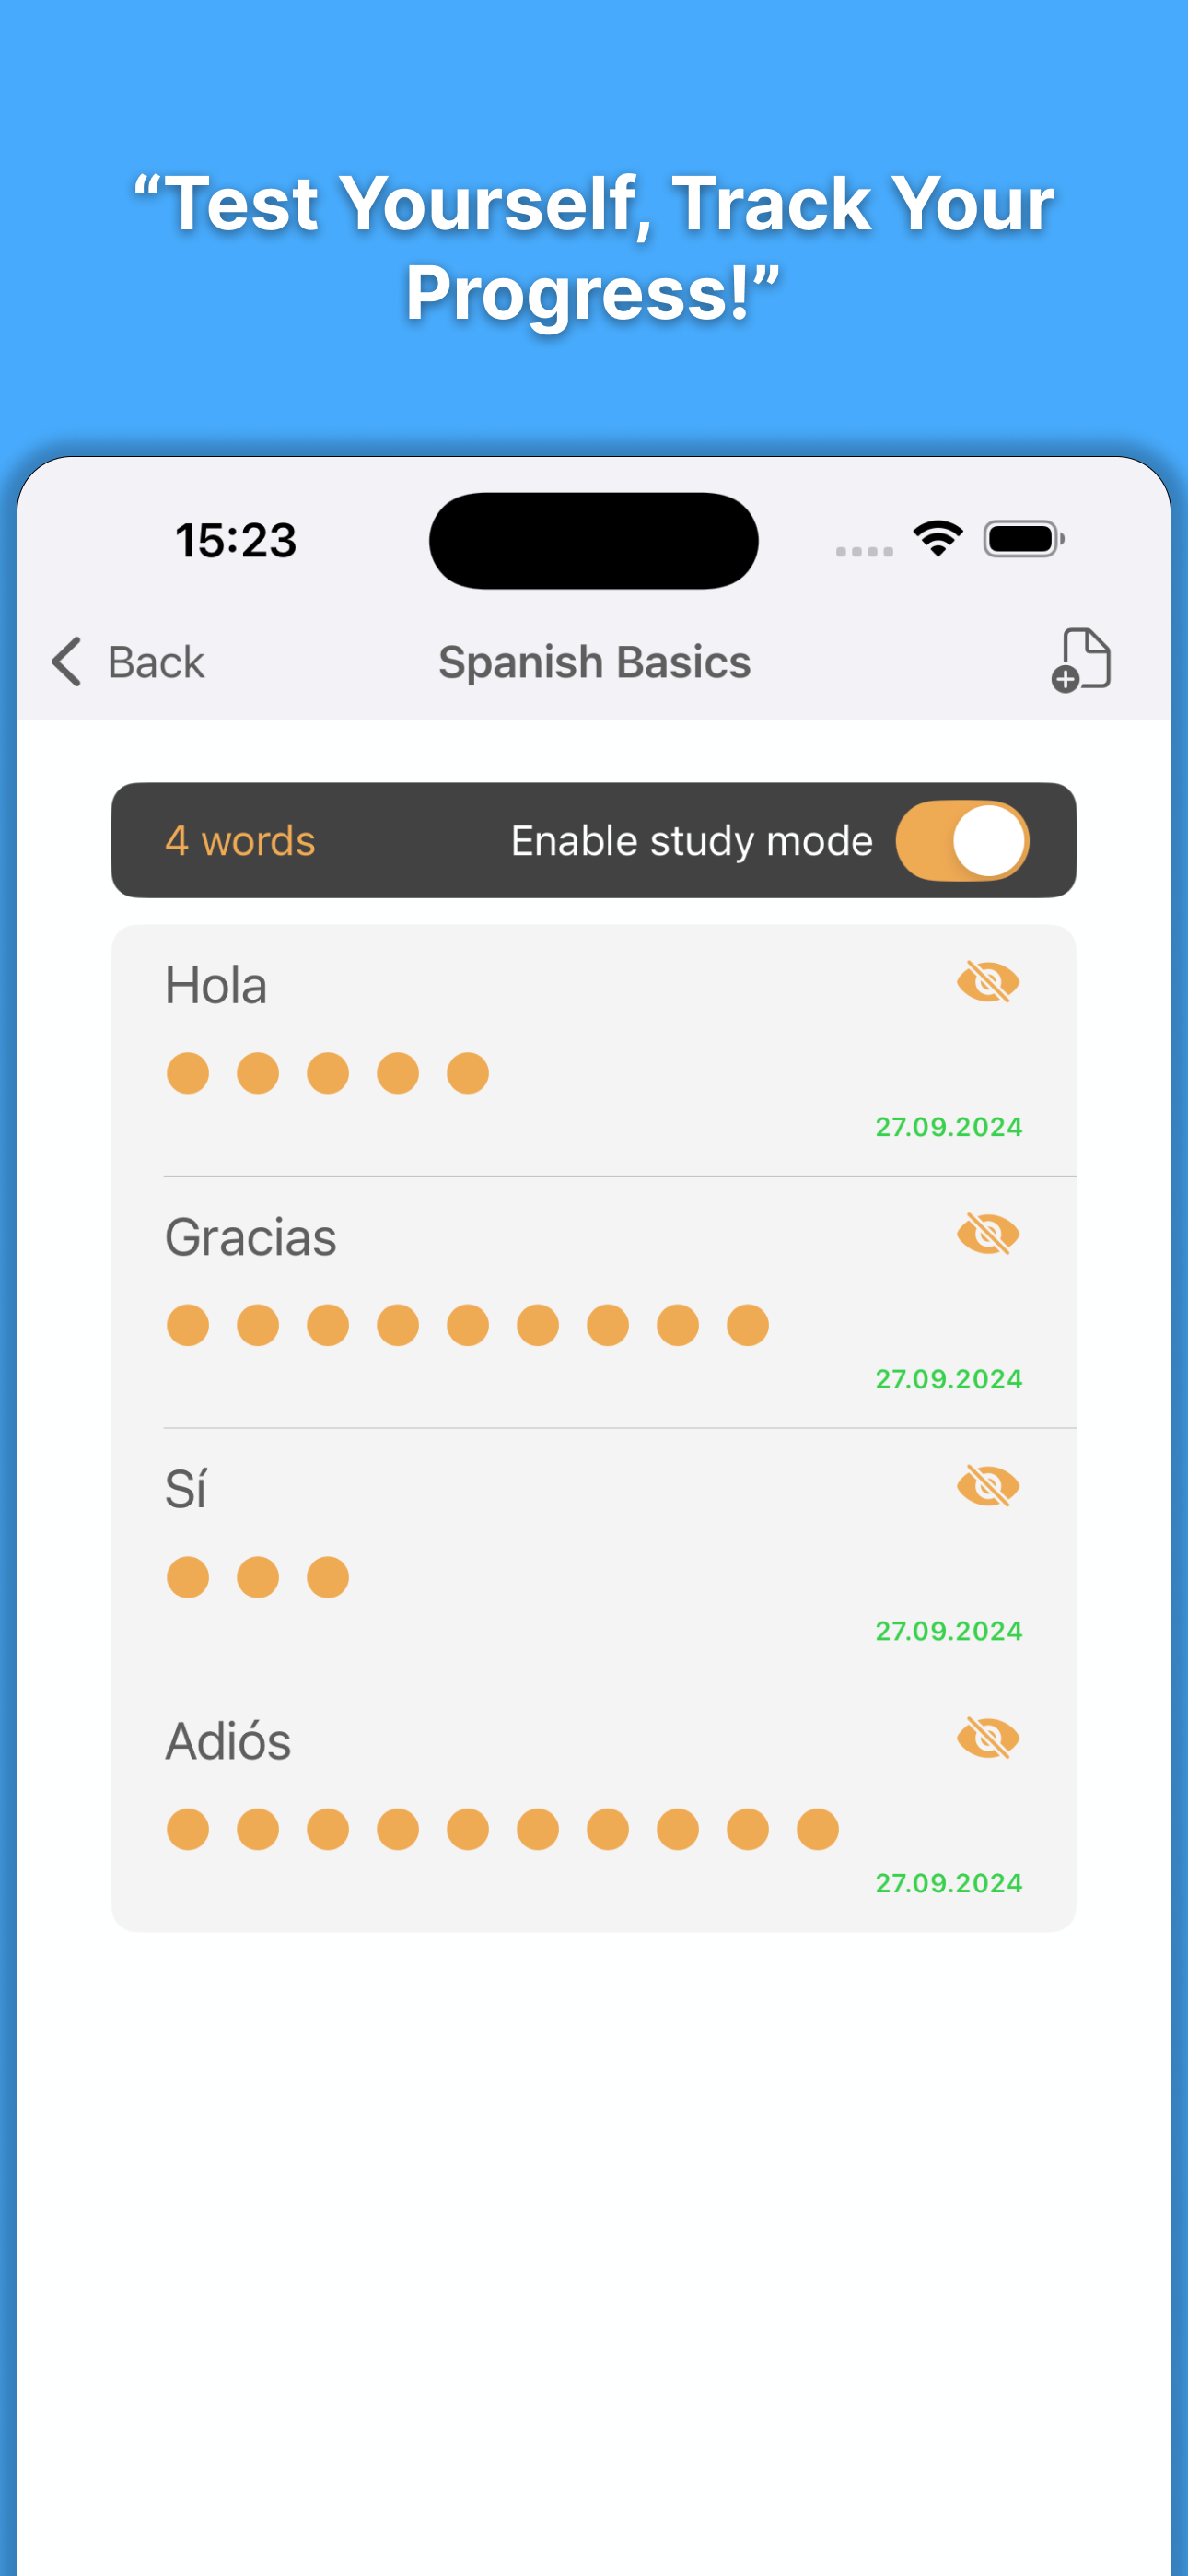 “Test Yourself, Track Your
Progress!”
15:23
Back
Spanish Basics
4 words
Enable study mode
Hola
27.09.2024
Gracias
27.09.2024
Sí
27.09.2024
Adiós
27.09.2024